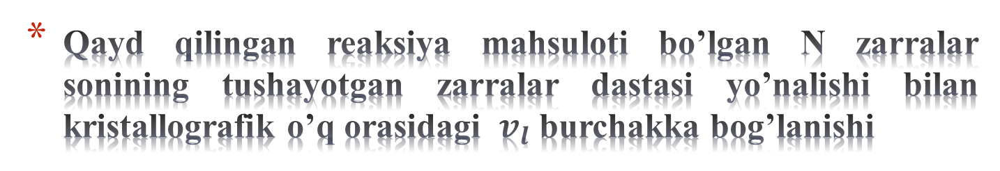 * Qayd qilingan reaksiya mahsuloti bo’lgan N zarralar
sonining tushayotgan zarralar dastasi yo’nalishi bilan
kristallografik o’q orasidagi 𝒗ₗ burchakka bog’lanishi